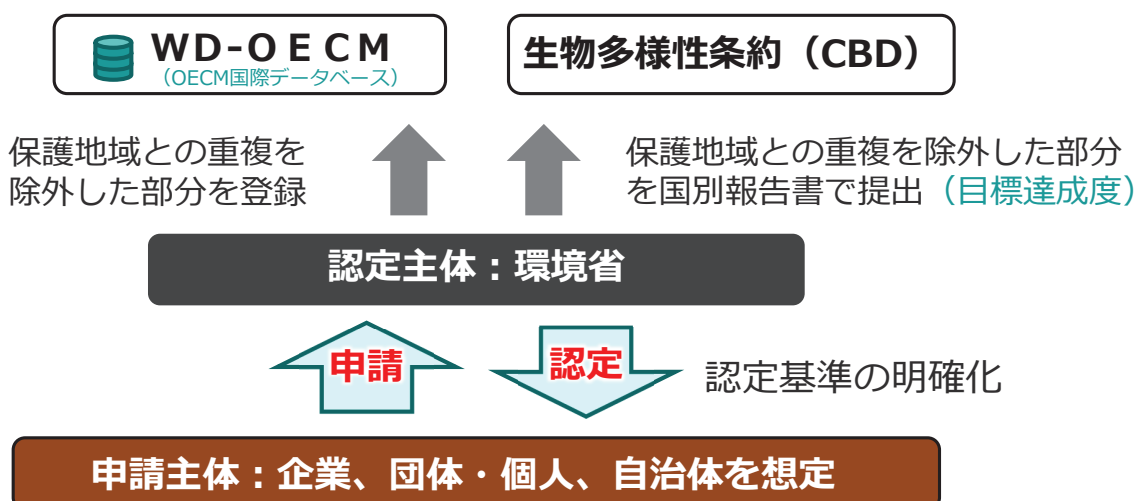 WD-OECM
（OECM国際データベース）
生物多様性条約（CBD）
保護地域との重複を
除外した部分を登録
保護地域との重複を除外した部分
を国別報告書で提出（目標達成度）
認定主体：環境省
申請
認定
認定基準の明確化
申請主体：企業、団体・個人、自治体を想定